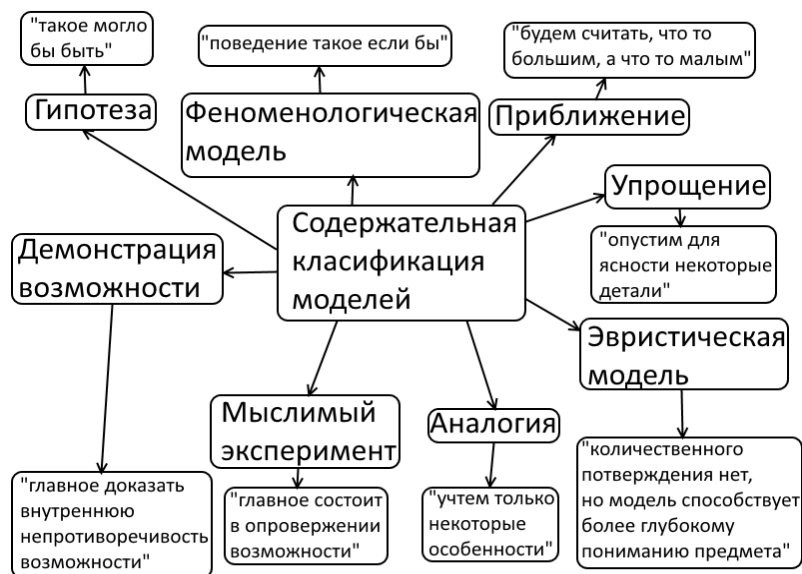 "такое могло
бы быть"
"поведение такое если бы"
"будем считать, что то
большим, а что то малым"
Гипотеза
Феноменологическая
модель
Приближение
Упрощение
"опустим для
ясности некоторые
детали"
Содержательная
класификация
моделей
Демонстрация
возможности
Эвристическая
модель
Мыслимый
эксперимент
Аналогия
"главное доказать
внутреннюю
непротиворечивость
возможности"
"главное состоит
в опровержении
возможности"
"учтем только
некоторые
особенности"
"количественного
потверждения нет,
но модель способствует
более глубокому
пониманию предмета"